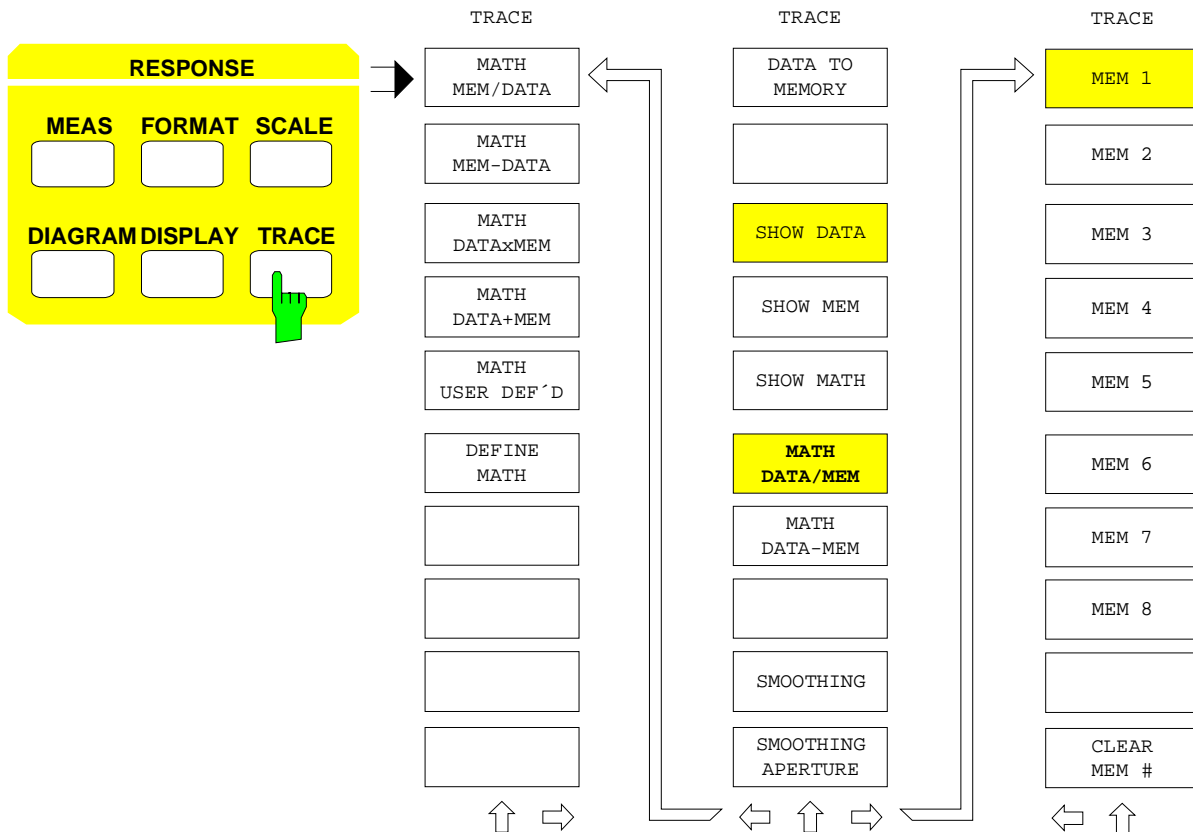 RESPONSE
MEAS FORMAT SCALE
DIAGRAM DISPLAY TRACE
TRACE
MATH
MEM/DATA
MATH
MEM-DATA
MATH
DATAxMEM
MATH
DATA+MEM
MATH
USER DEF´D
DEFINE
MATH
TRACE
DATA TO
MEMORY
SHOW DATA
SHOW MEM
SHOW MATH
MATH
DATA/MEM
MATH
DATA-MEM
SMOOTHING
SMOOTHING
APERTURE
TRACE
MEM 1
MEM 2
MEM 3
MEM 4
MEM 5
MEM 6
MEM 7
MEM 8
CLEAR
MEM #